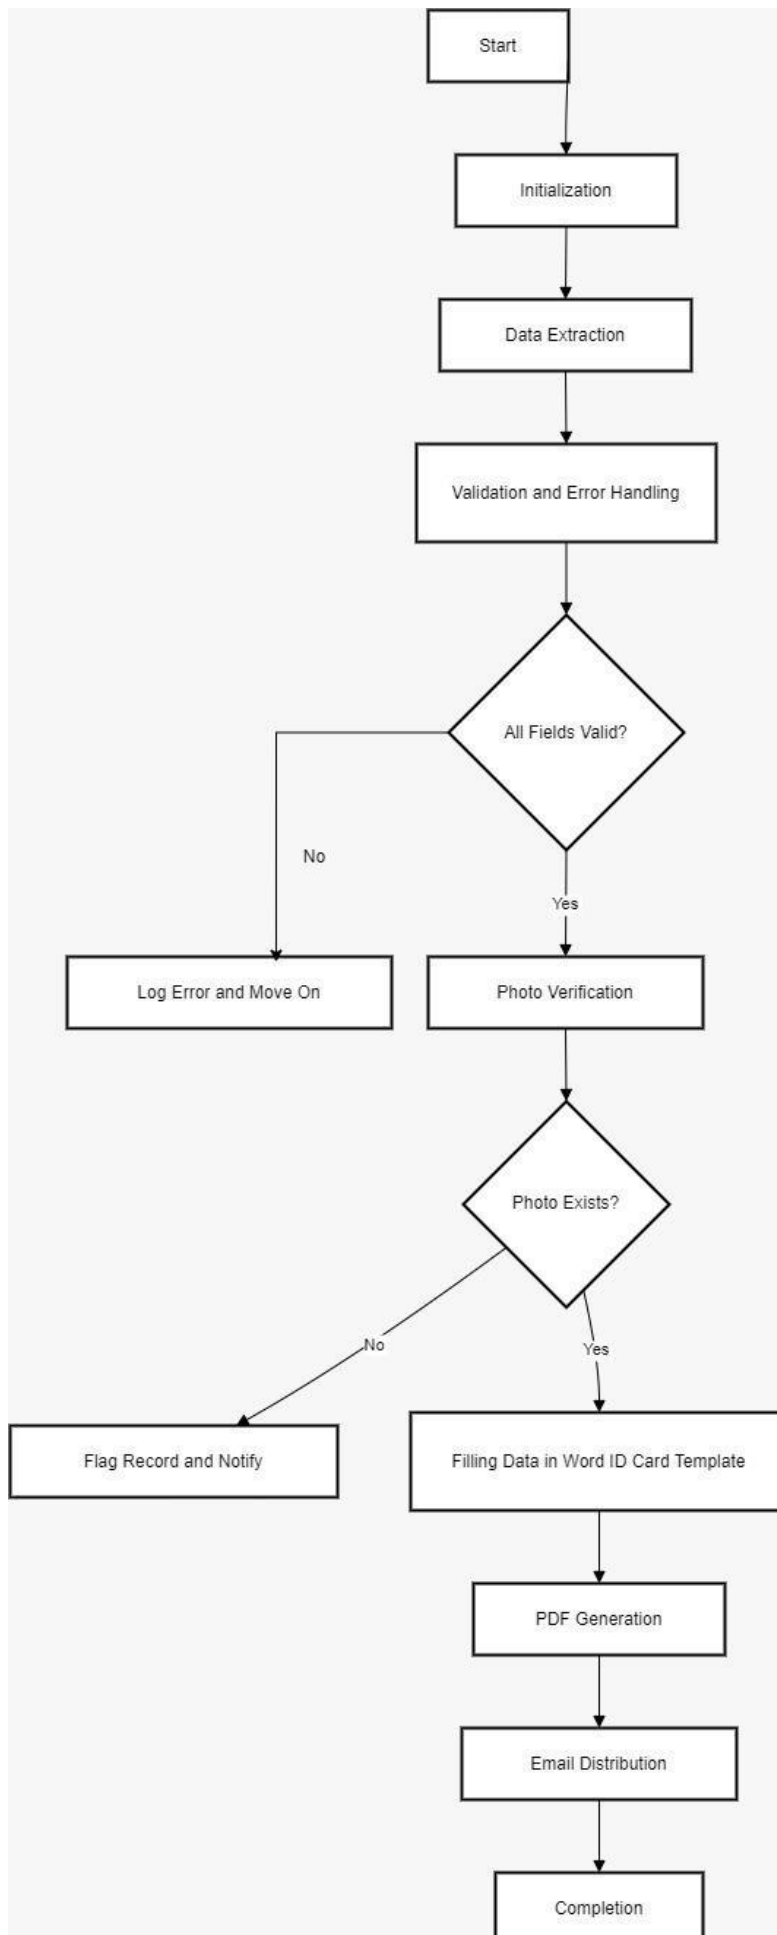 Start
Initialization
Data Extraction
Validation and Error Handling
All Fields Valid?
No
Yes
Log Error and Move On
Photo Verification
Photo Exists?
No
Yes
Flag Record and Notify
Filling Data in Word ID Card Template
PDF Generation
Email Distribution
Completion